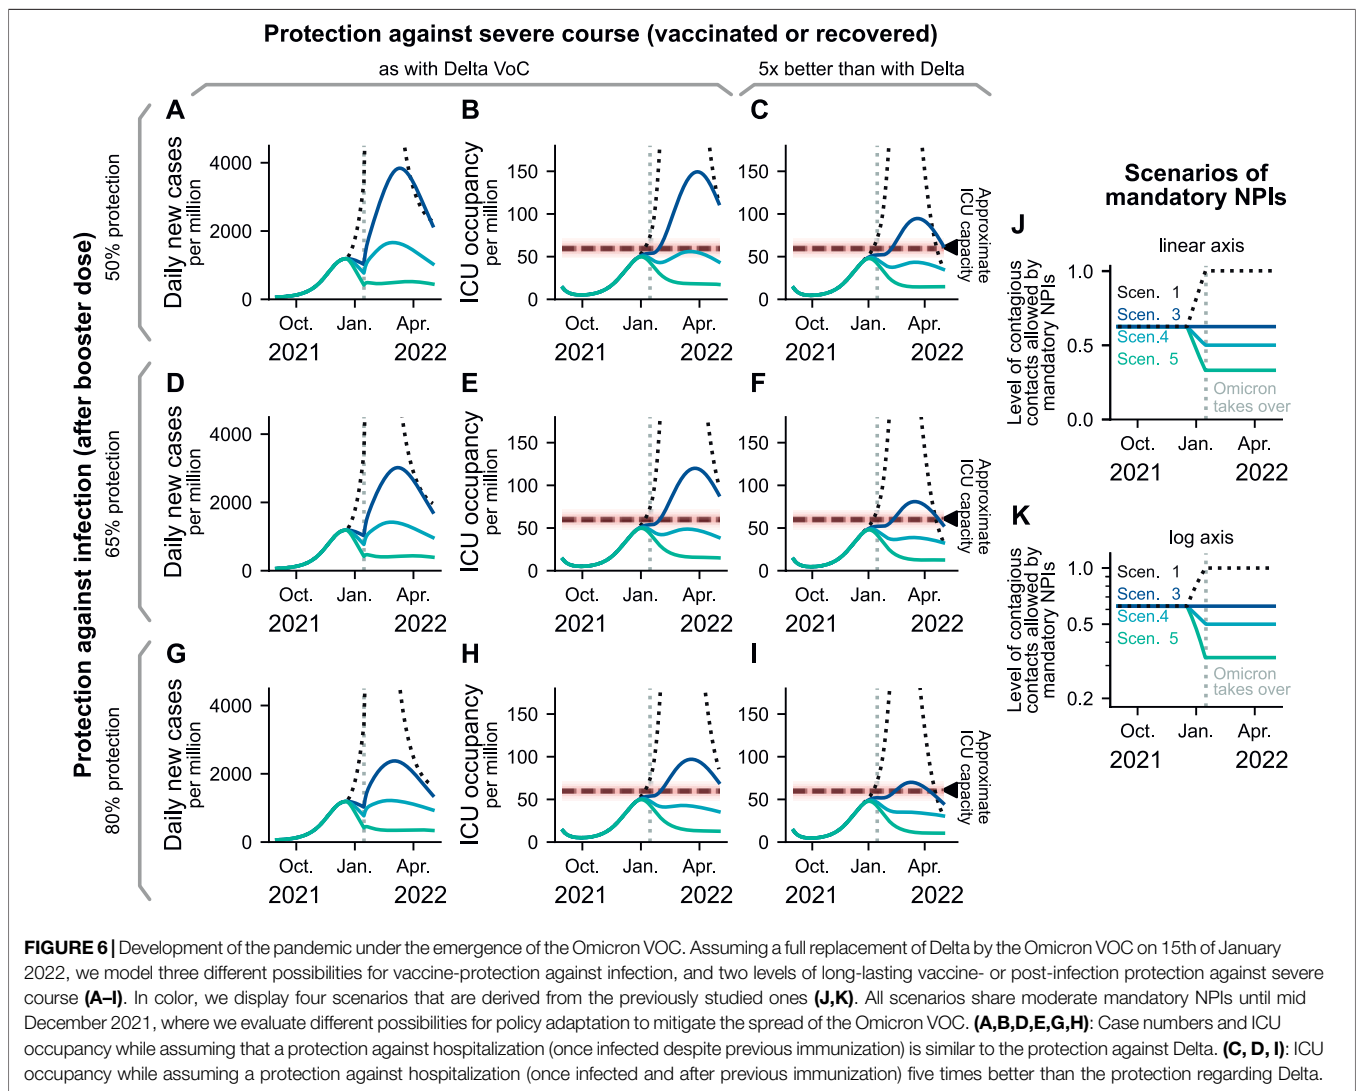 Protection against severe course (vaccinated or recovered)
as with Delta VoC
5x better than with Delta
Protection against infection (after booster dose)
50% protection
A
Daily new cases
per million
4000
2000
0
Oct.
Jan.
Apr.
2021
2022
B
ICU occupancy
per million
150
100
50
0
Oct.
Jan.
Apr.
2021
2022
C
150
100
50
0
Oct.
Jan.
Apr.
2021
2022
Approximate
ICU capacity
65% protection
D
Daily new cases
per million
4000
2000
0
Oct.
Jan.
Apr.
2021
2022
E
ICU occupancy
per million
150
100
50
0
Oct.
Jan.
Apr.
2021
2022
F
150
100
50
0
Oct.
Jan.
Apr.
2021
2022
Approximate
ICU capacity
80% protection
G
Daily new cases
per million
4000
2000
0
Oct.
Jan.
Apr.
2021
2022
H
ICU occupancy
per million
150
100
50
0
Oct.
Jan.
Apr.
2021
2022
I
150
100
50
0
Oct.
Jan.
Apr.
2021
2022
Approximate
ICU capacity
Scenarios of
mandatory NPIs
J
linear axis
Level of contagious
contacts allowed by
mandatory NPIs
1.0
0.5
0.0
Scen. 1
Scen. 3
Scen.4
Scen. 5
Omicron
takes over
Oct.
Jan.
Apr.
2021
2022
K
log axis
Level of contagious
contacts allowed by
mandatory NPIs
1.0
0.5
0.2
Scen. 1
Scen. 3
Scen.4
Scen. 5
Omicron
takes over
Oct.
Jan.
Apr.
2021
2022
FIGURE 6 | Development of the pandemic under the emergence of the Omicron VOC. Assuming a full replacement of Delta by the Omicron VOC on 15th of January
2022, we model three different possibilities for vaccine-protection against infection, and two levels of long-lasting vaccine- or post-infection protection against severe
course (A–I). In color, we display four scenarios that are derived from the previously studied ones (J,K). All scenarios share moderate mandatory NPIs until mid
December 2021, where we evaluate different possibilities for policy adaptation to mitigate the spread of the Omicron VOC. (A,B,D,E,G,H): Case numbers and ICU
occupancy while assuming that a protection against hospitalization (once infected despite previous immunization) is similar to the protection against Delta. (C, D, I): ICU
occupancy while assuming a protection against hospitalization (once infected and after previous immunization) five times better than the protection regarding Delta.